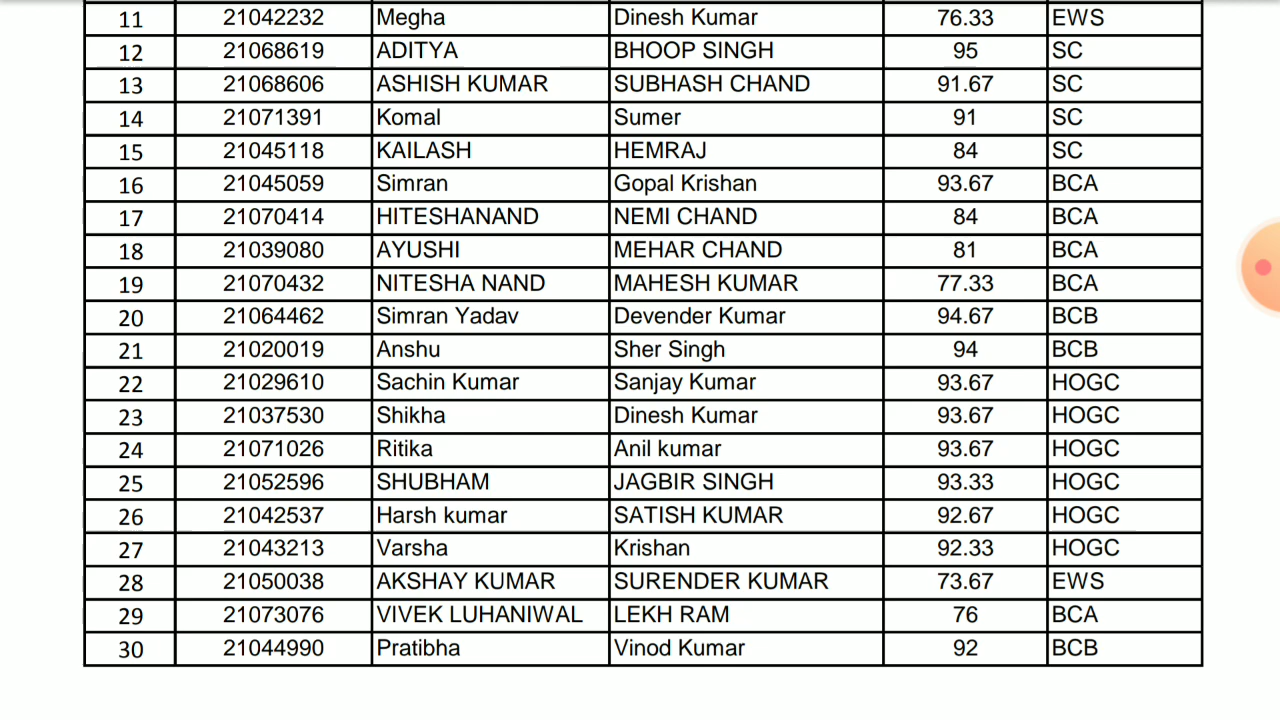 11 21042232 Megha Dinesh Kumar 76.33 EWS
12 21068619 ADITYA BHOOP SINGH 95 SC
13 21068606 ASHISH KUMAR SUBHASH CHAND 91.67 SC
14 21071391 Komal Sumer 91 SC
15 21045118 KAILASH HEMRAJ 84 SC
16 21045059 Simran Gopal Krishan 93.67 BCA
17 21070414 HITESHANAND NEMI CHAND 84 BCA
18 21039080 AYUSHI MEHAR CHAND 81 BCA
19 21070432 NITESHA NAND MAHESH KUMAR 77.33 BCA
20 21064462 Simran Yadav Devender Kumar 94.67 BCB
21 21020019 Anshu Sher Singh 94 BCB
22 21029610 Sachin Kumar Sanjay Kumar 93.67 HOGC
23 21037530 Shikha Dinesh Kumar 93.67 HOGC
24 21071026 Ritika Anil kumar 93.67 HOGC
25 21052596 SHUBHAM JAGBIR SINGH 93.33 HOGC
26 21042537 Harsh kumar SATISH KUMAR 92.67 HOGC
27 21043213 Varsha Krishan 92.33 HOGC
28 21050038 AKSHAY KUMAR SURENDER KUMAR 73.67 EWS
29 21073076 VIVEK LUHANIWAL LEKH RAM 76 BCA
30 21044990 Pratibha Vinod Kumar 92 BCB